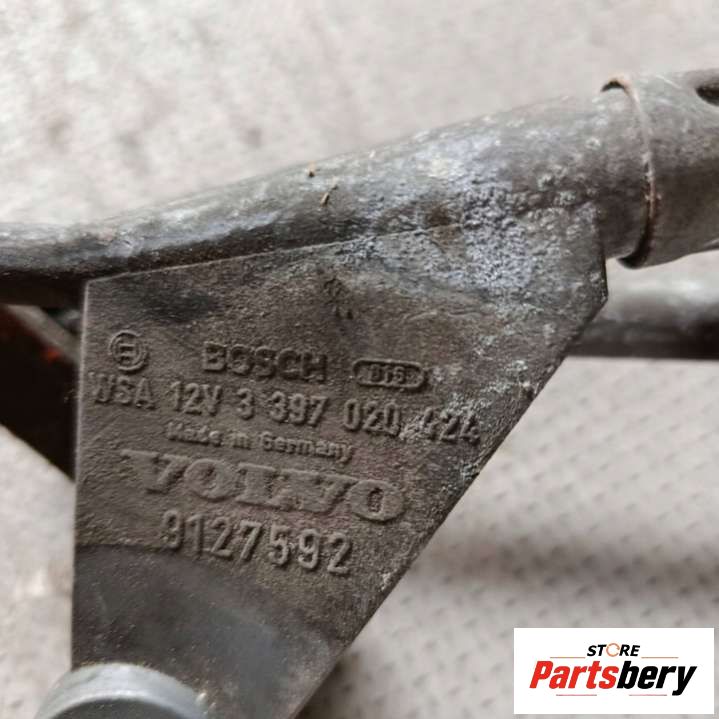 BOSCH
WSA 12V 3 397 020 424
Made in Germany
VOLVO
9127592
STORE
Partsbery